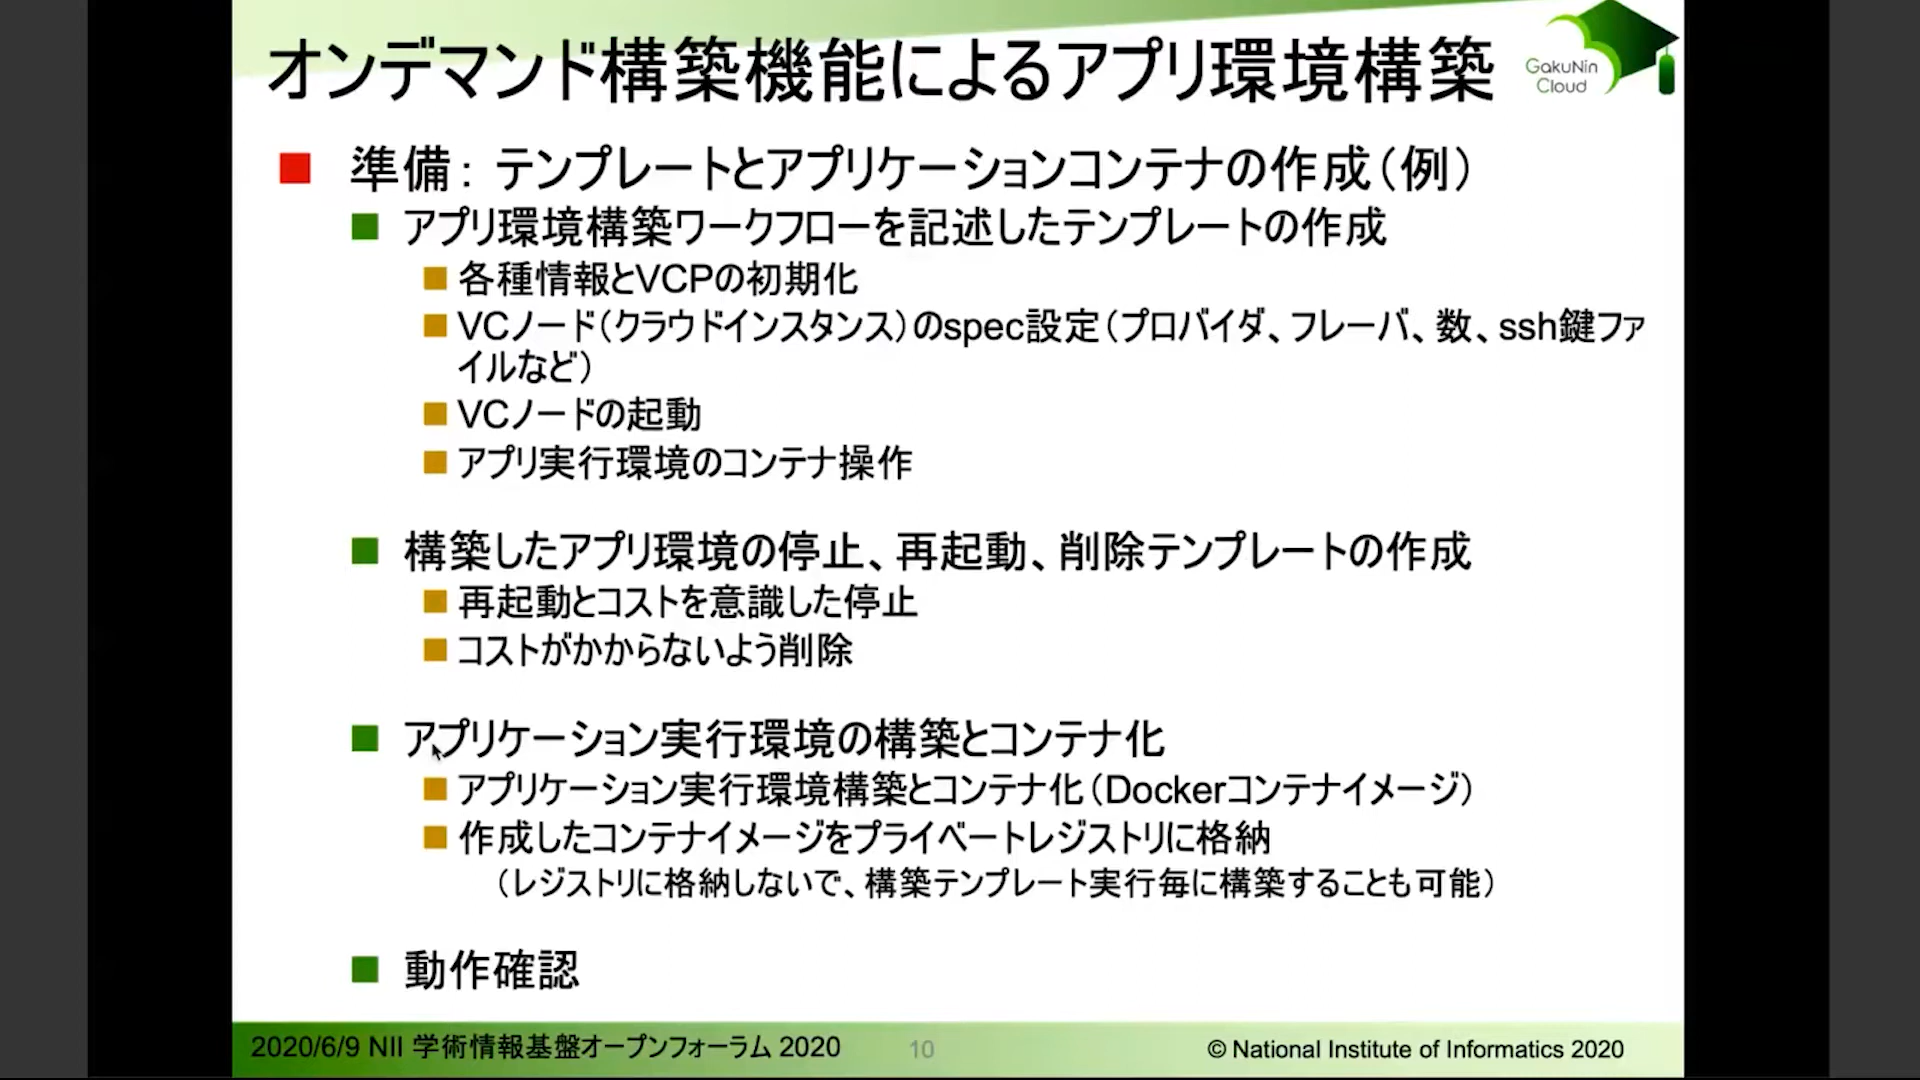 オンデマンド構築機能によるアプリ環境構築
GakuNin
Cloud
準備： テンプレートとアプリケーションコンテナの作成（例）
アプリ環境構築ワークフローを記述したテンプレートの作成
各種情報とVCPの初期化
VCノード（クラウドインスタンス）のspec設定（プロバイダ、フレーバ、数、ssh鍵ファ
イルなど）
VCノードの起動
アプリ実行環境のコンテナ操作
構築したアプリ環境の停止、再起動、削除テンプレートの作成
再起動とコストを意識した停止
コストがかからないよう削除
アプリケーション実行環境の構築とコンテナ化
アプリケーション実行環境構築とコンテナ化（Dockerコンテナイメージ）
作成したコンテナイメージをプライベートレジストリに格納
（レジストリに格納しないで、構築テンプレート実行毎に構築することも可能）
動作確認
2020/6/9 NII 学術情報基盤オープンフォーラム 2020
10
© National Institute of Informatics 2020